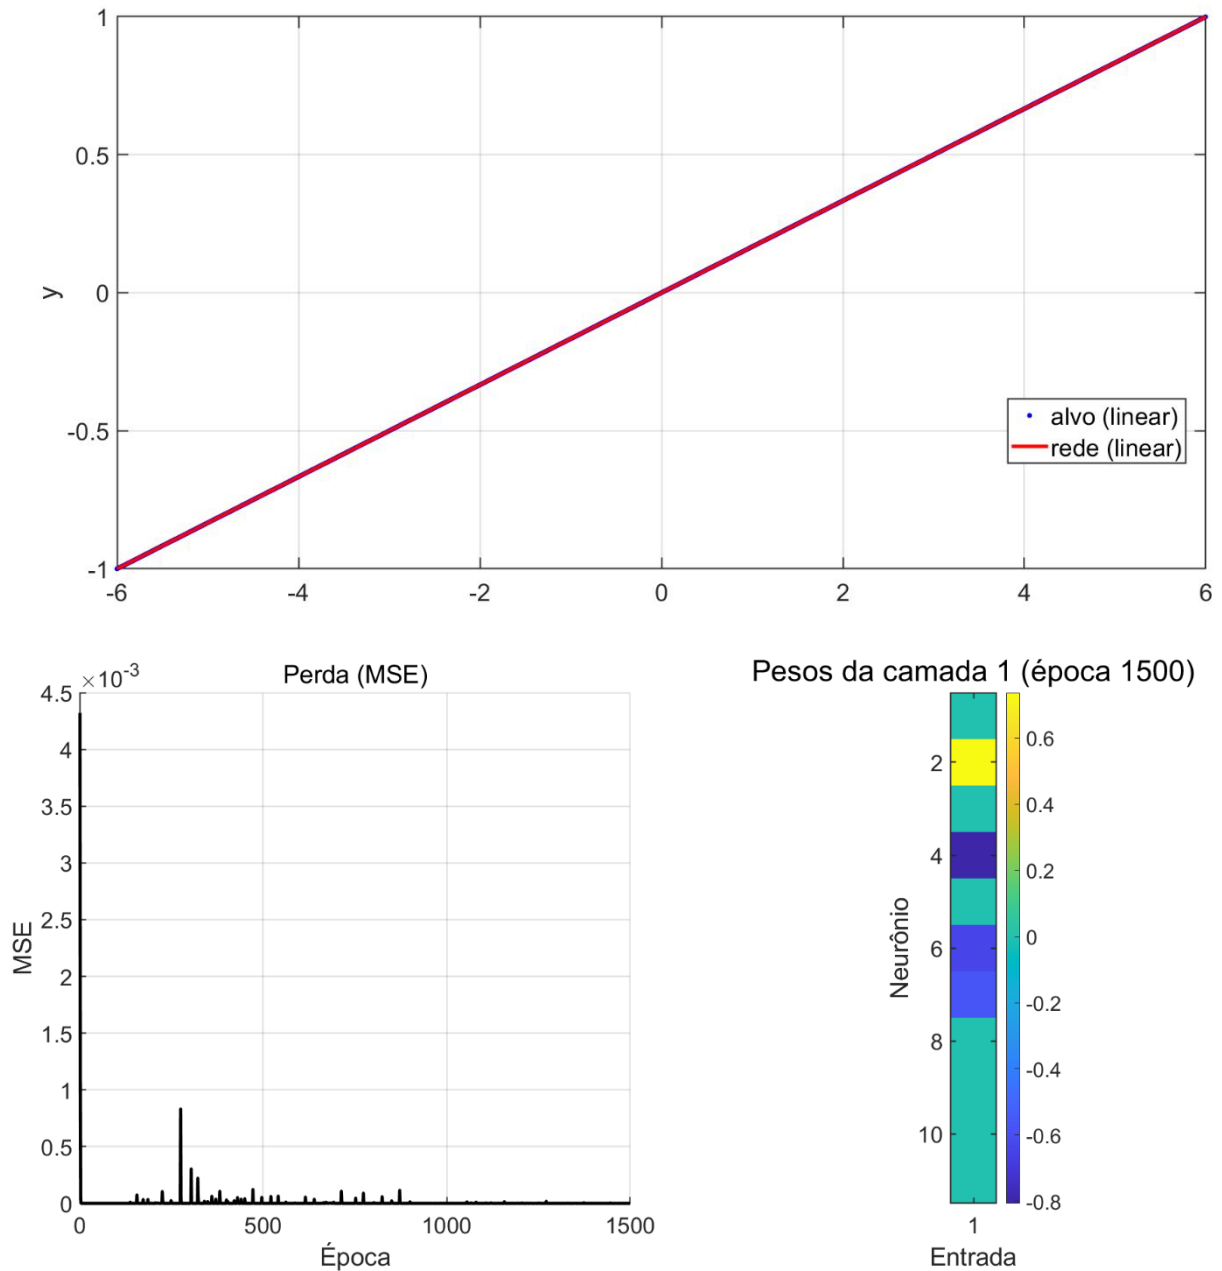 1
0.5
0
-0.5
-1
y
-6 -4 -2 0 2 4 6
alvo (linear)
rede (linear)
Perda (MSE)
×10-3
4.5
4
3.5
3
2.5
2
1.5
1
0.5
0
MSE
0 500 1000 1500
Época
Pesos da camada 1 (época 1500)
2
4
6
8
10
Neurônio
1
Entrada
0.6
0.4
0.2
0
-0.2
-0.4
-0.6
-0.8